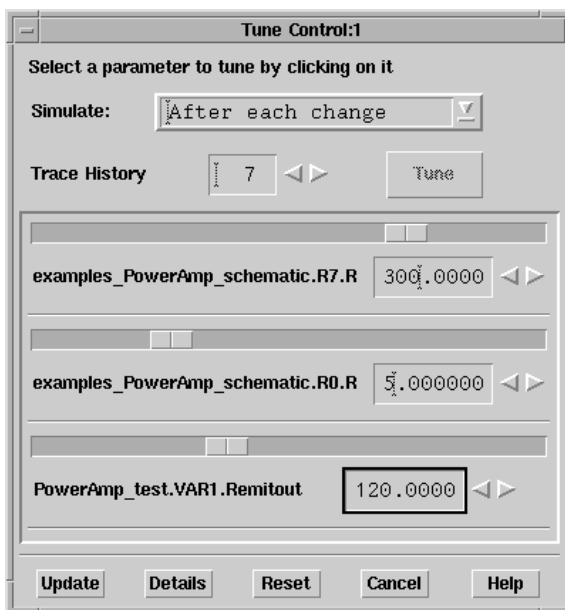 Tune Control:1
Select a parameter to tune by clicking on it
Simulate: After each change
Trace History 7 Tune
examples_PowerAmp_schematic.R7.R 300.0000
examples_PowerAmp_schematic.R0.R 5.000000
PowerAmp_test.VAR1.Remitout 120.0000
Update Details Reset Cancel Help